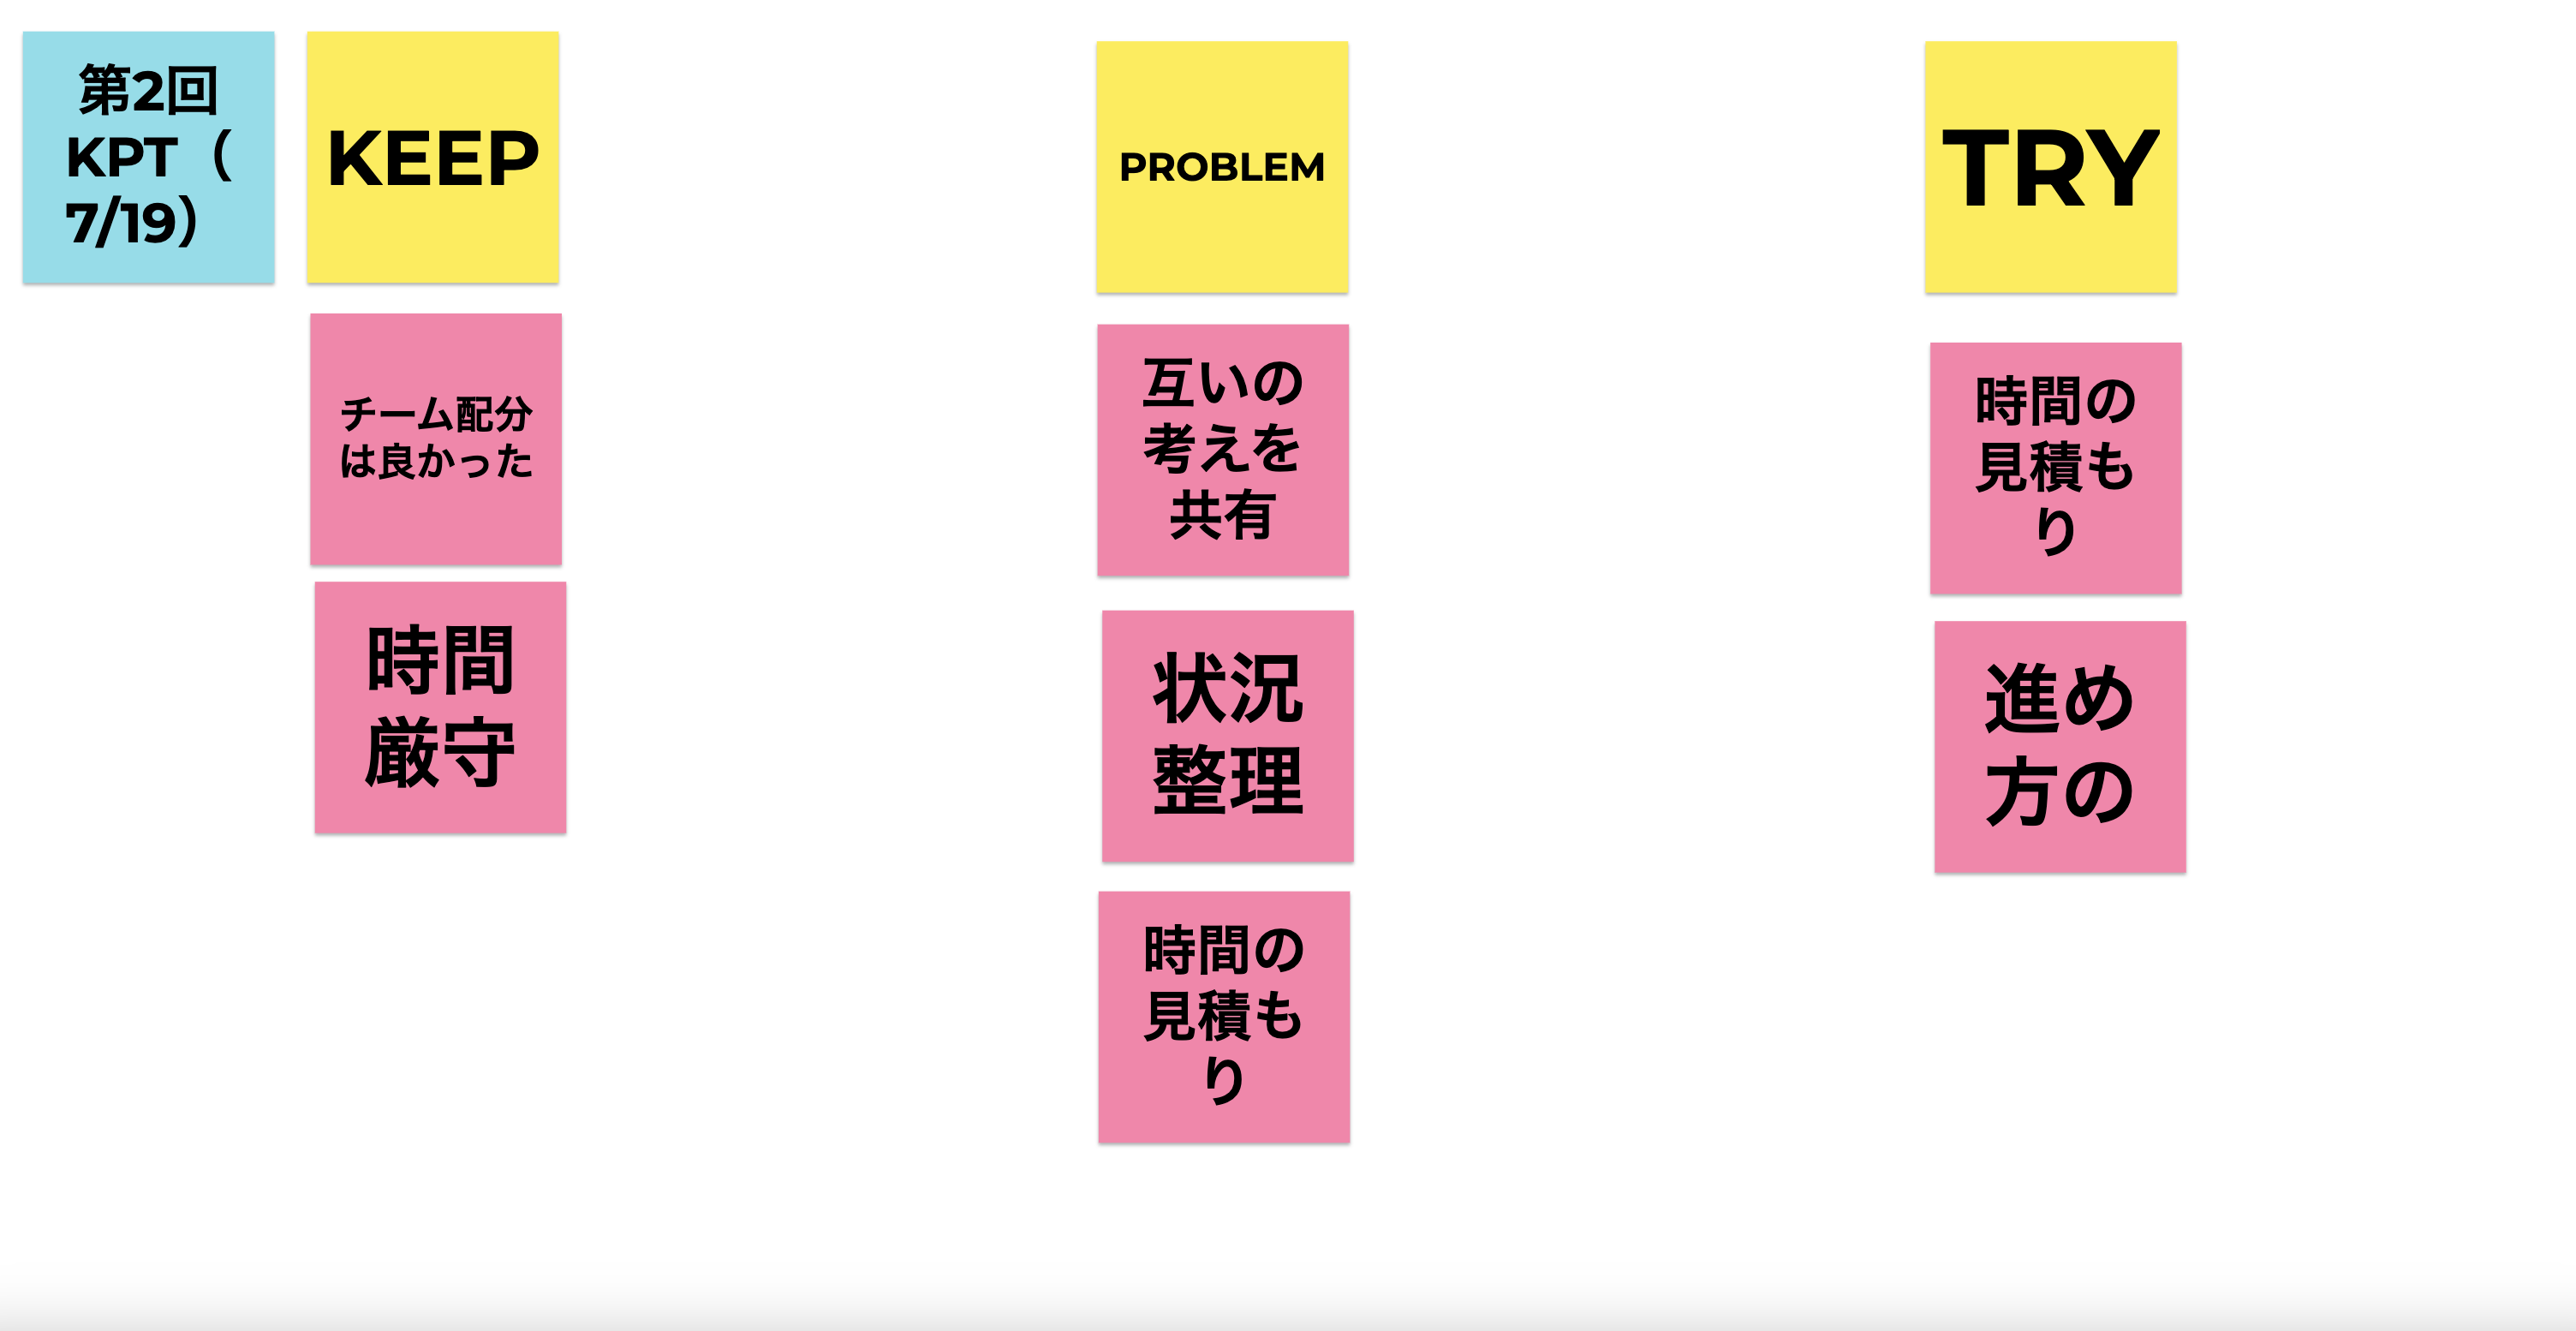 第2回
KPT（
7/19）
KEEP
チーム配分
は良かった
時間
厳守
PROBLEM
互いの
考えを
共有
状況
整理
時間の
見積も
り
TRY
時間の
見積も
り
進め
方の